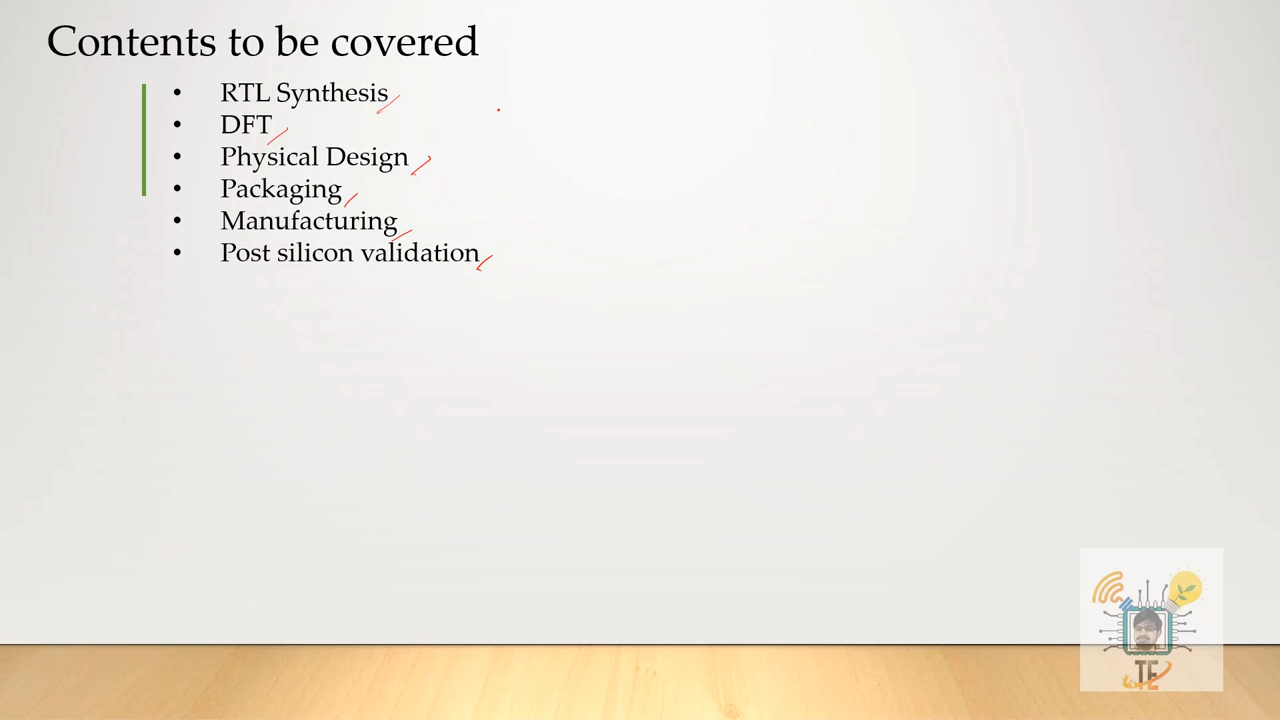 Contents to be covered
• RTL Synthesis
• DFT
• Physical Design
• Packaging
• Manufacturing
• Post silicon validation
TE